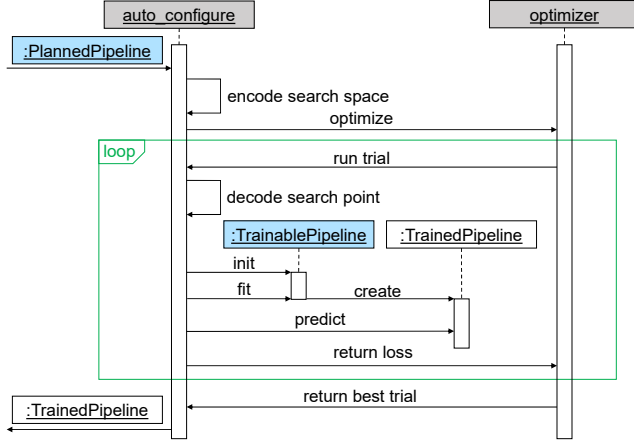 auto_configure
optimizer
:PlannedPipeline
encode search space
optimize
loop
run trial
decode search point
:TrainablePipeline
:TrainedPipeline
init
fit
create
predict
return loss
return best trial
:TrainedPipeline